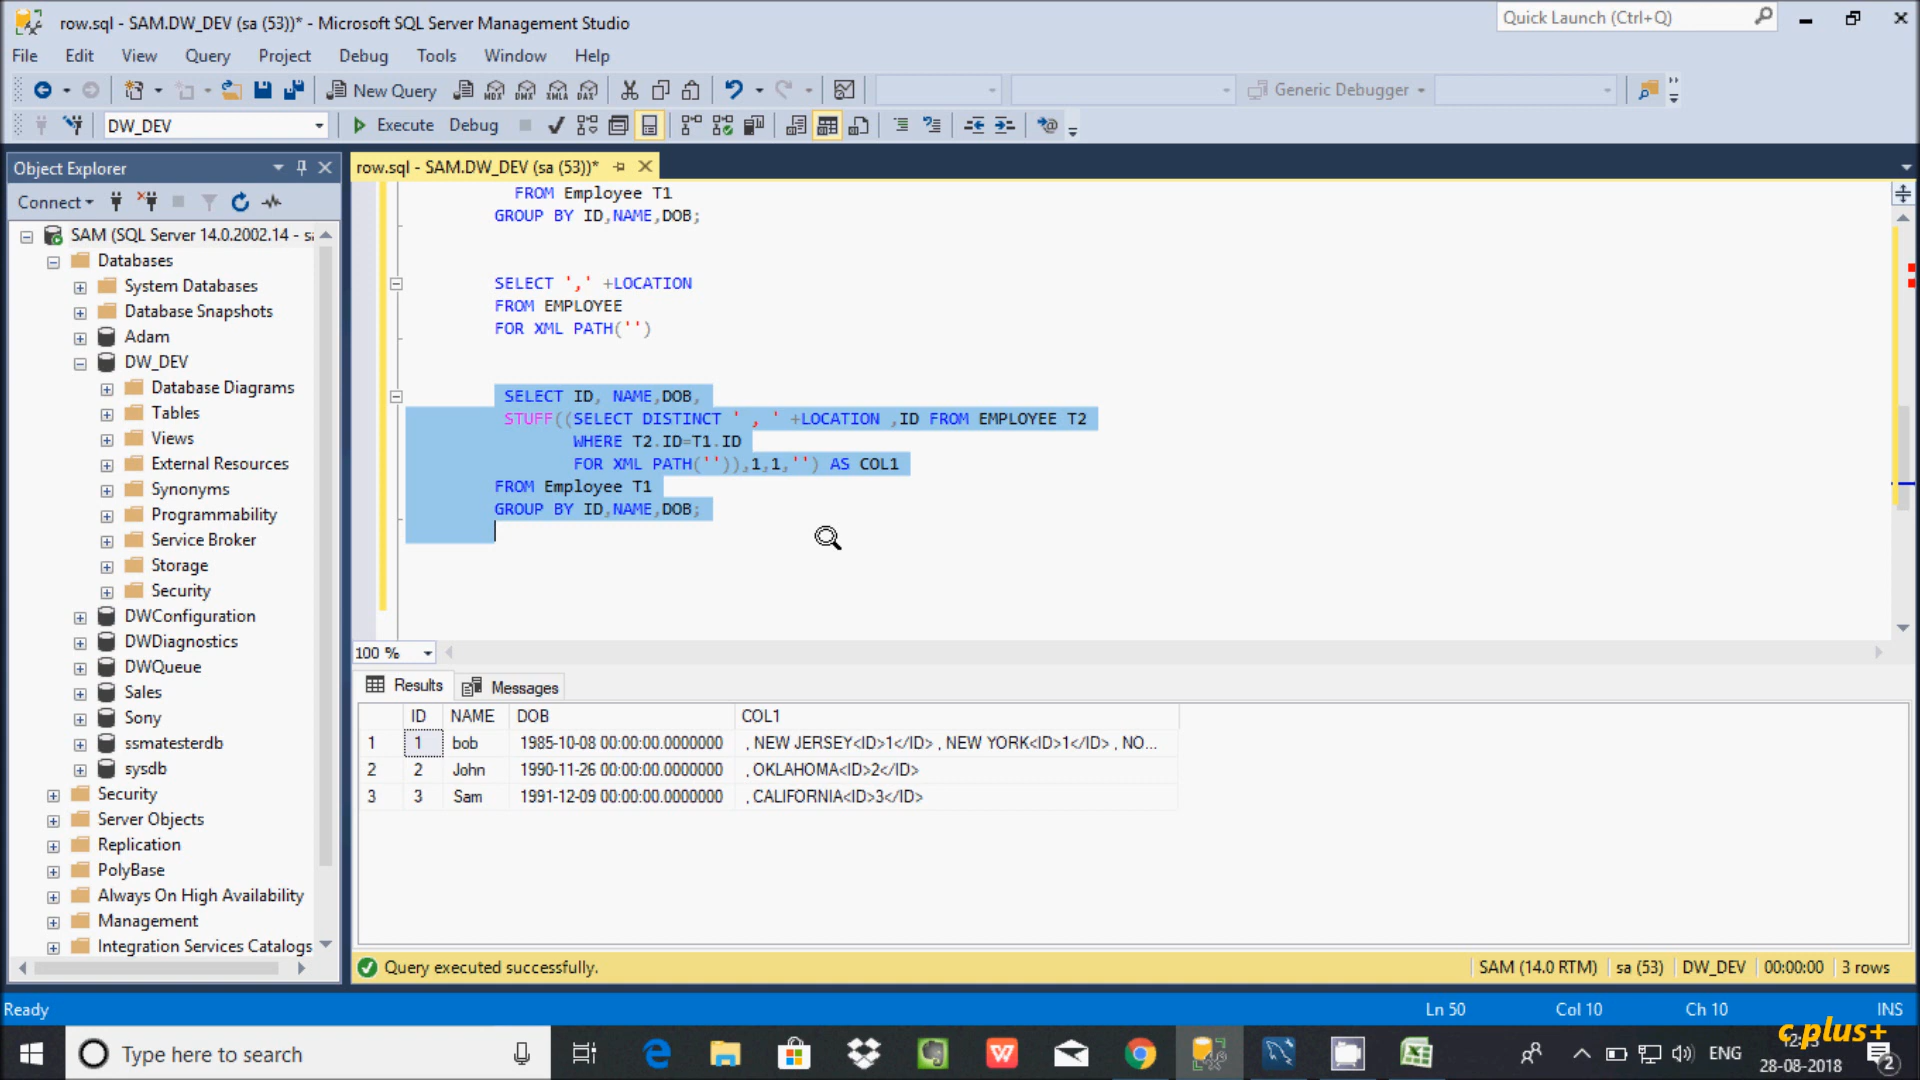 row.sql - SAM.DW_DEV (sa (53))* - Microsoft SQL Server Management Studio
Quick Launch (Ctrl+Q)
File Edit View Query Project Debug Tools Window Help
New Query
MDX DMX XMLA DAX
Generic Debugger
DW_DEV
Execute Debug
Object Explorer
row.sql - SAM.DW_DEV (sa (53))*
Connect
SAM (SQL Server 14.0.2002.14 - sa
Databases
System Databases
Database Snapshots
Adam
DW_DEV
Database Diagrams
Tables
Views
External Resources
Synonyms
Programmability
Service Broker
Storage
Security
DWConfiguration
DWDiagnostics
DWQueue
Sales
Sony
ssmatesterdb
sysdb
Security
Server Objects
Replication
PolyBase
Always On High Availability
Management
Integration Services Catalogs
FROM Employee T1
GROUP BY ID,NAME,DOB;
SELECT ',' +LOCATION
FROM EMPLOYEE
FOR XML PATH('')
SELECT ID, NAME,DOB,
STUFF((SELECT DISTINCT ' , ' +LOCATION ,ID FROM EMPLOYEE T2
WHERE T2.ID=T1.ID
FOR XML PATH('')),1,1,'') AS COL1
FROM Employee T1
GROUP BY ID,NAME,DOB;
100 %
Results Messages
ID NAME DOB COL1
1 1 bob 1985-10-08 00:00:00.0000000 , NEW JERSEY<ID>1</ID> , NEW YORK<ID>1</ID> , NO...
2 2 John 1990-11-26 00:00:00.0000000 , OKLAHOMA<ID>2</ID>
3 3 Sam 1991-12-09 00:00:00.0000000 , CALIFORNIA<ID>3</ID>
Query executed successfully.
SAM (14.0 RTM) sa (53) DW_DEV 00:00:00 3 rows
Ready
Ln 50 Col 10 Ch 10 INS
c plus+
Type here to search
ENG
28-08-2018
2